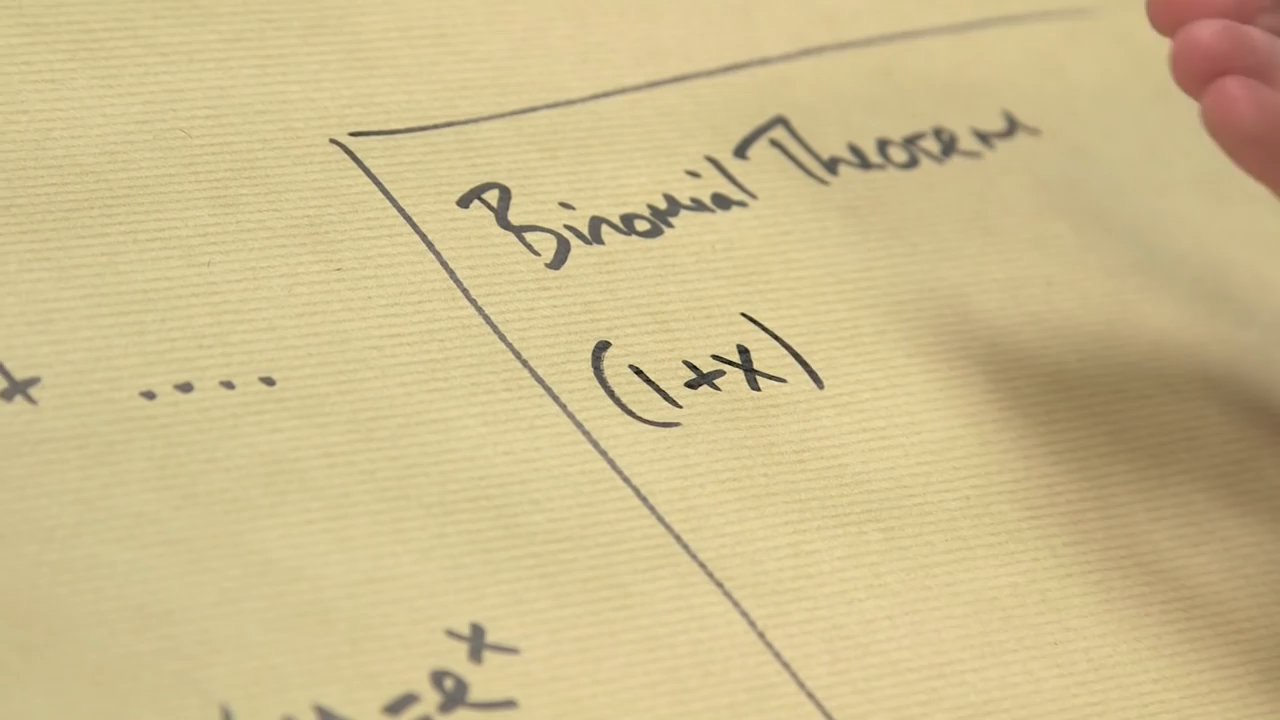 Binomial Theorem
(1+x)
+ ....
=e^x